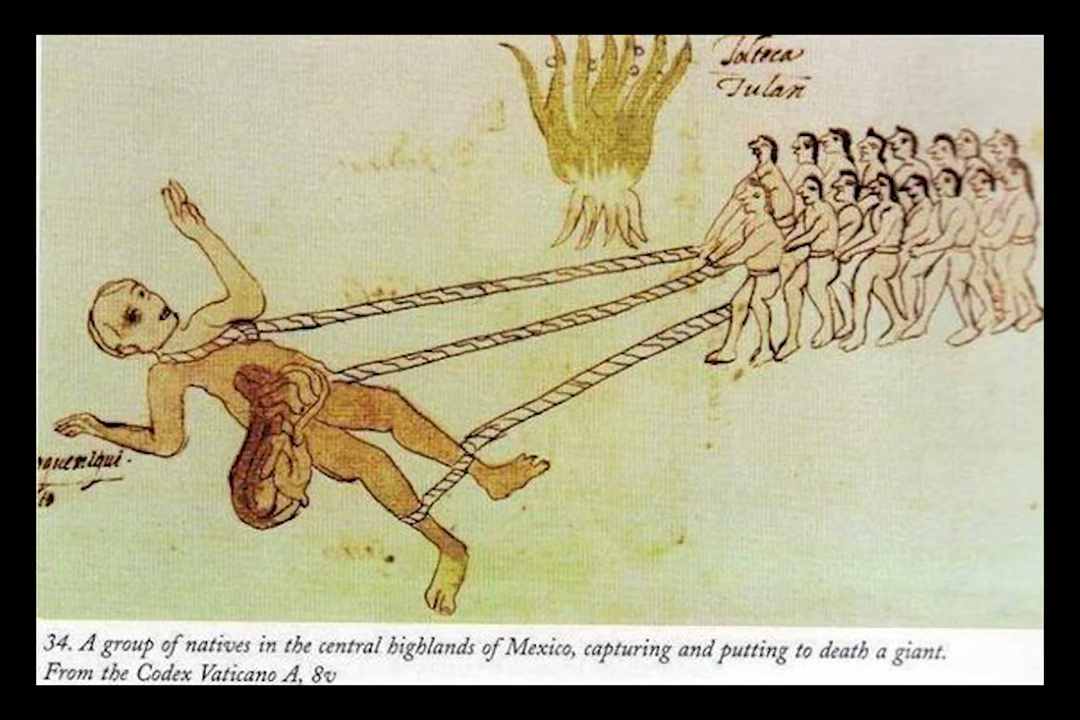 Tolteca
Tulan
34. A group of natives in the central highlands of Mexico, capturing and putting to death a giant.
From the Codex Vaticano A, 8v